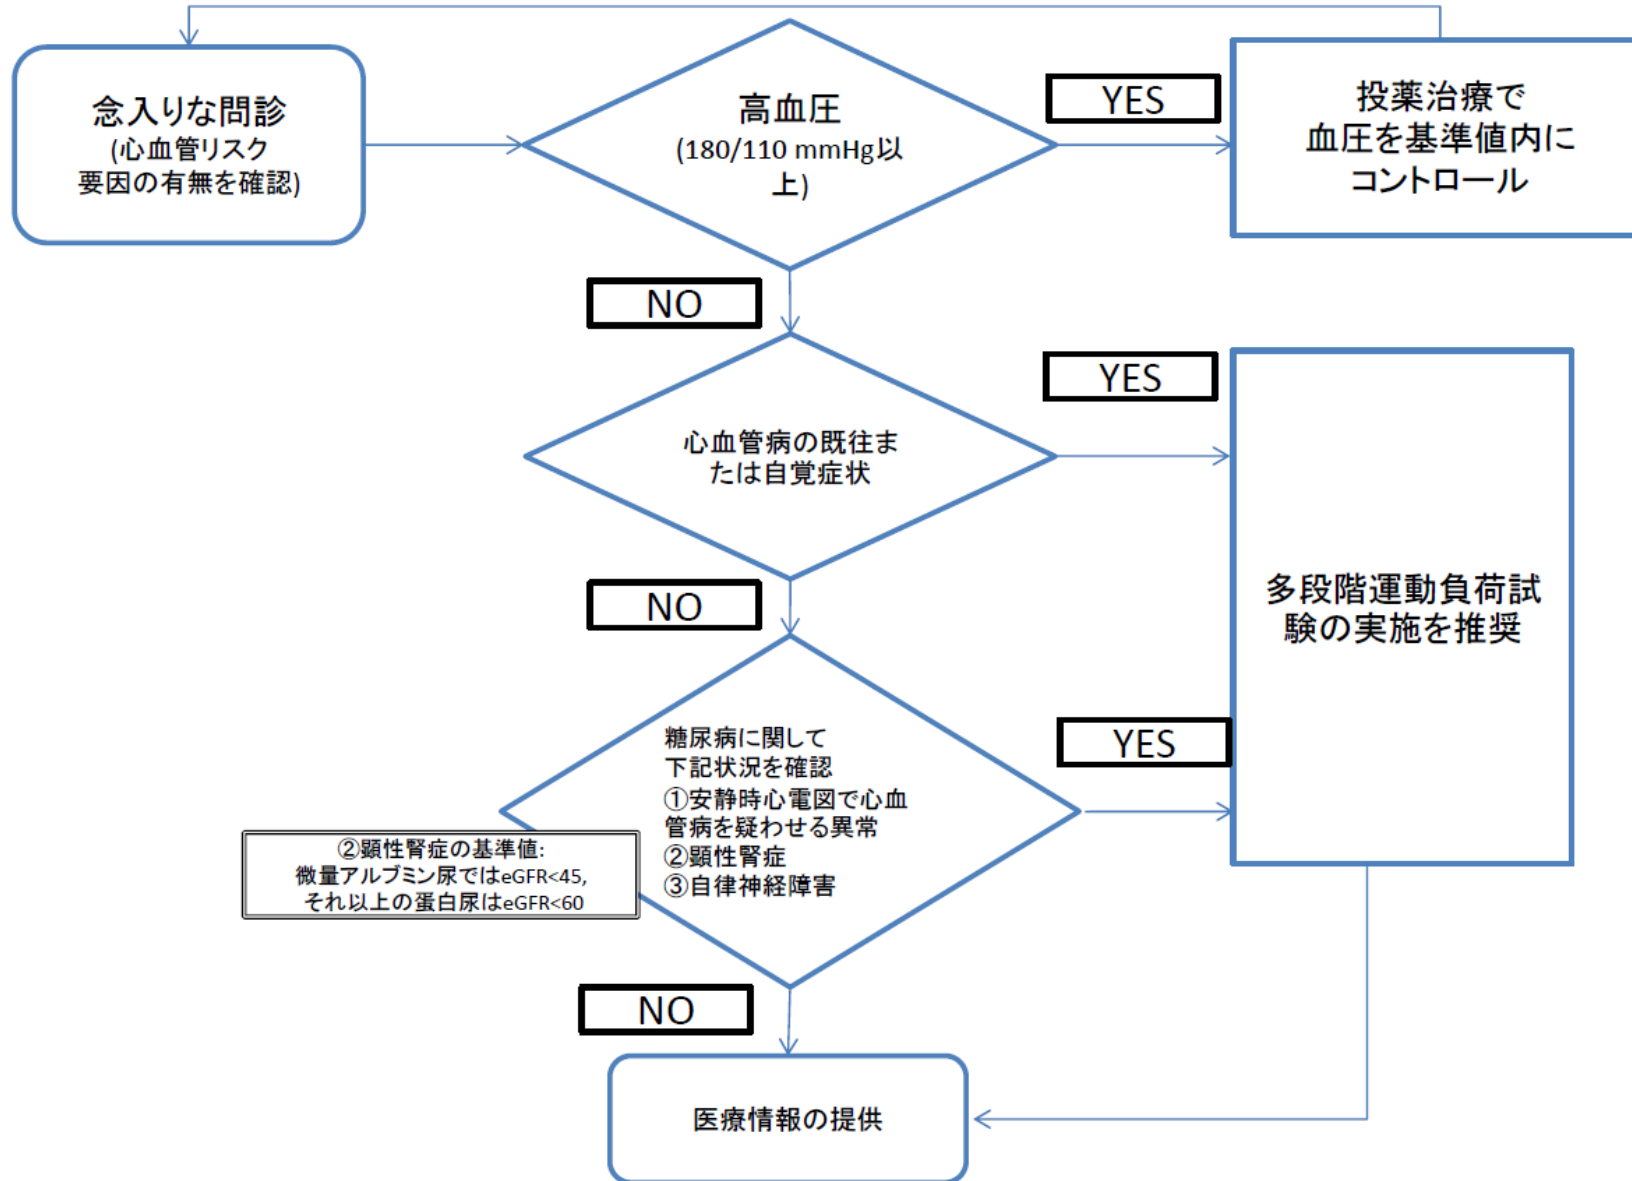 念入りな問診
(心血管リスク
要因の有無を確認)
高血圧
(180/110 mmHg以
上)
YES
投薬治療で
血圧を基準値内に
コントロール
NO
心血管病の既往ま
たは自覚症状
YES
多段階運動負荷試
験の実施を推奨
NO
糖尿病に関して
下記状況を確認
①安静時心電図で心血
管病を疑わせる異常
②顕性腎症
③自律神経障害
YES
②顕性腎症の基準値:
微量アルブミン尿ではeGFR<45,
それ以上の蛋白尿はeGFR<60
NO
医療情報の提供